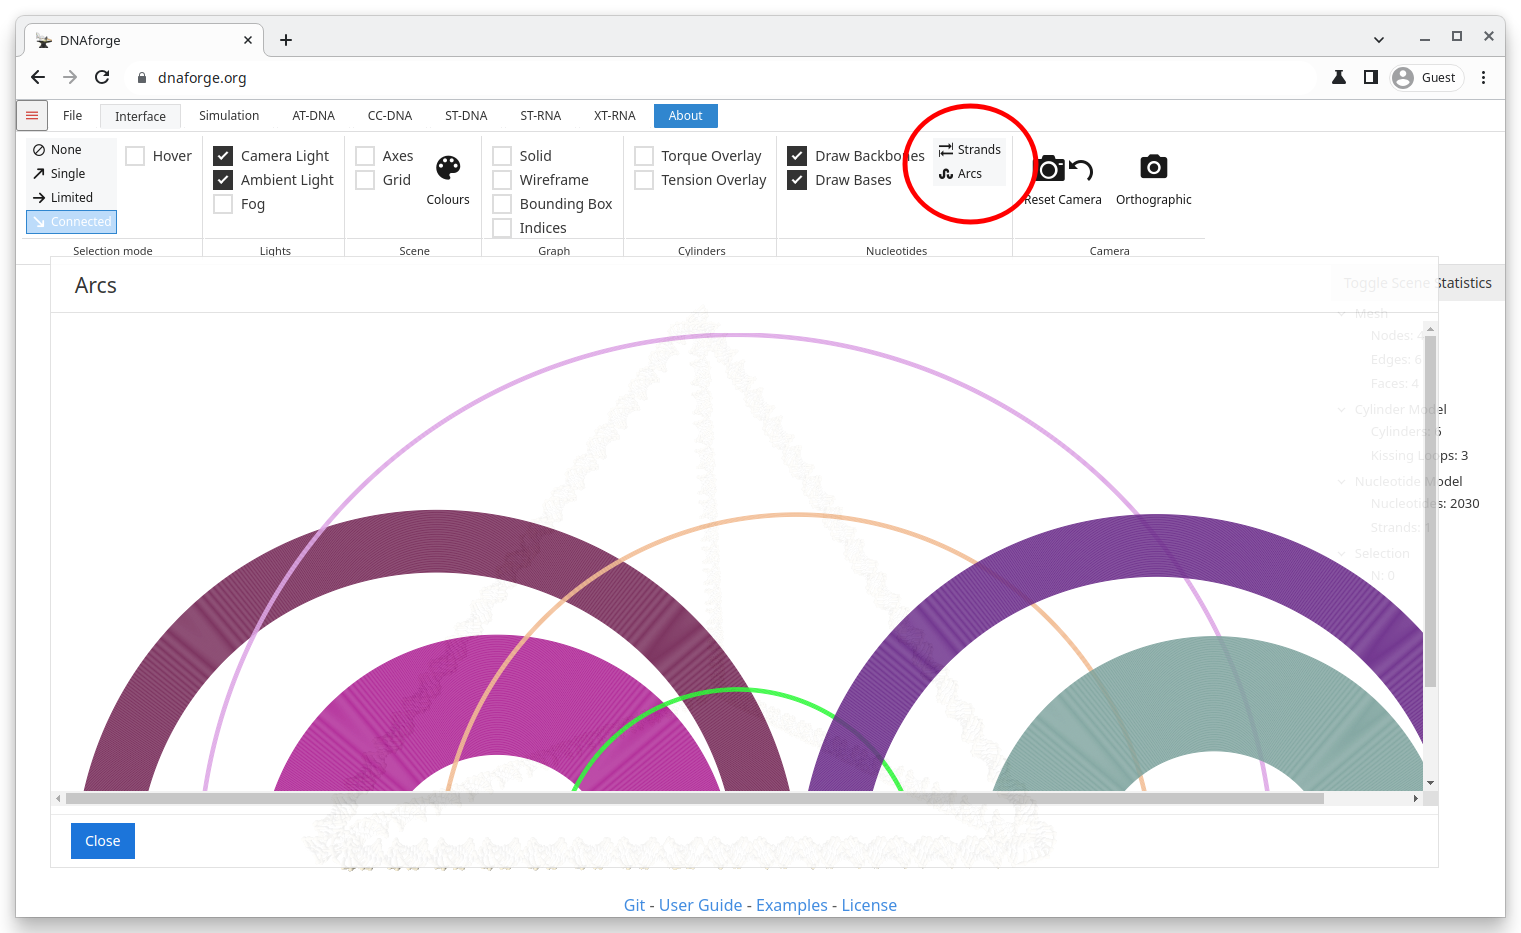 DNAforge
dnaforge.org
Guest
File Interface Simulation AT-DNA CC-DNA ST-DNA ST-RNA XT-RNA About
None
Single
Limited
Connected
Hover
Selection mode
Camera Light
Ambient Light
Fog
Lights
Axes
Grid
Colours
Scene
Solid
Wireframe
Bounding Box
Indices
Graph
Torque Overlay
Tension Overlay
Cylinders
Draw Backbones
Draw Bases
Strands
Arcs
Nucleotides
Reset Camera
Orthographic
Camera
Arcs
Toggle Scene Statistics
Mesh
Nodes: 4
Edges: 6
Faces: 4
Cylinder Model
Cylinders: 6
Kissing Loops: 3
Nucleotide Model
Nucleotides: 2030
Strands: 1
Selection
N: 0
Close
Git - User Guide - Examples - License